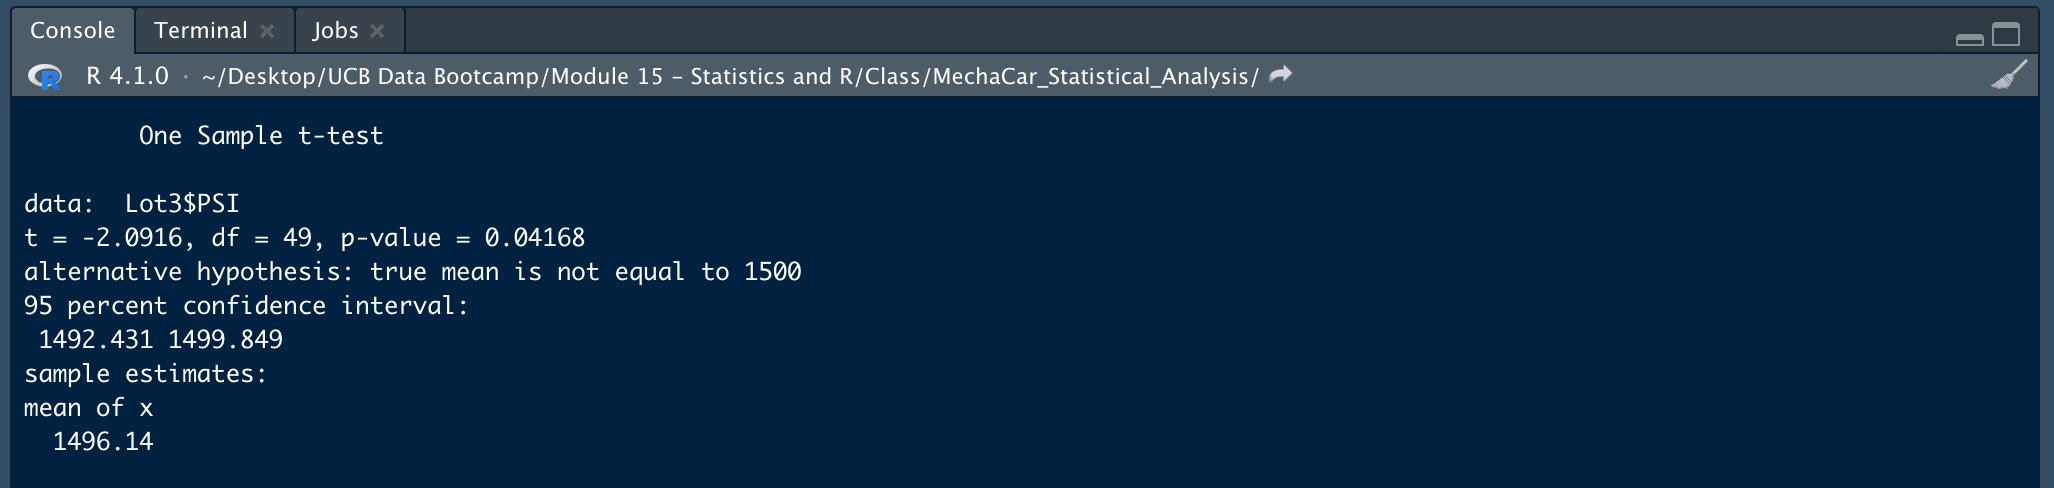 Console Terminal Jobs
R 4.1.0 · ~/Desktop/UCB Data Bootcamp/Module 15 – Statistics and R/Class/MechaCar_Statistical_Analysis/
One Sample t-test
data:  Lot3$PSI
t = -2.0916, df = 49, p-value = 0.04168
alternative hypothesis: true mean is not equal to 1500
95 percent confidence interval:
1492.431 1499.849
sample estimates:
mean of x
1496.14